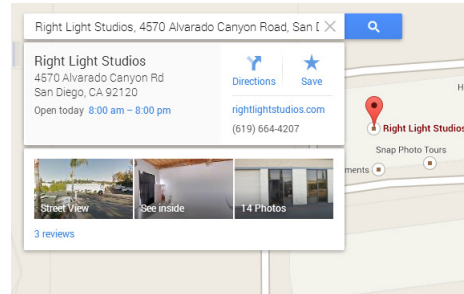 Right Light Studios, 4570 Alvarado Canyon Road, San
Right Light Studios
4570 Alvarado Canyon Rd
San Diego, CA 92120
Open today 8:00 am – 8:00 pm
Directions
Save
rightlightstudios.com
(619) 664-4207
Street View
See inside
14 Photos
3 reviews
H
Right Light Studios
Snap Photo Tours
ments